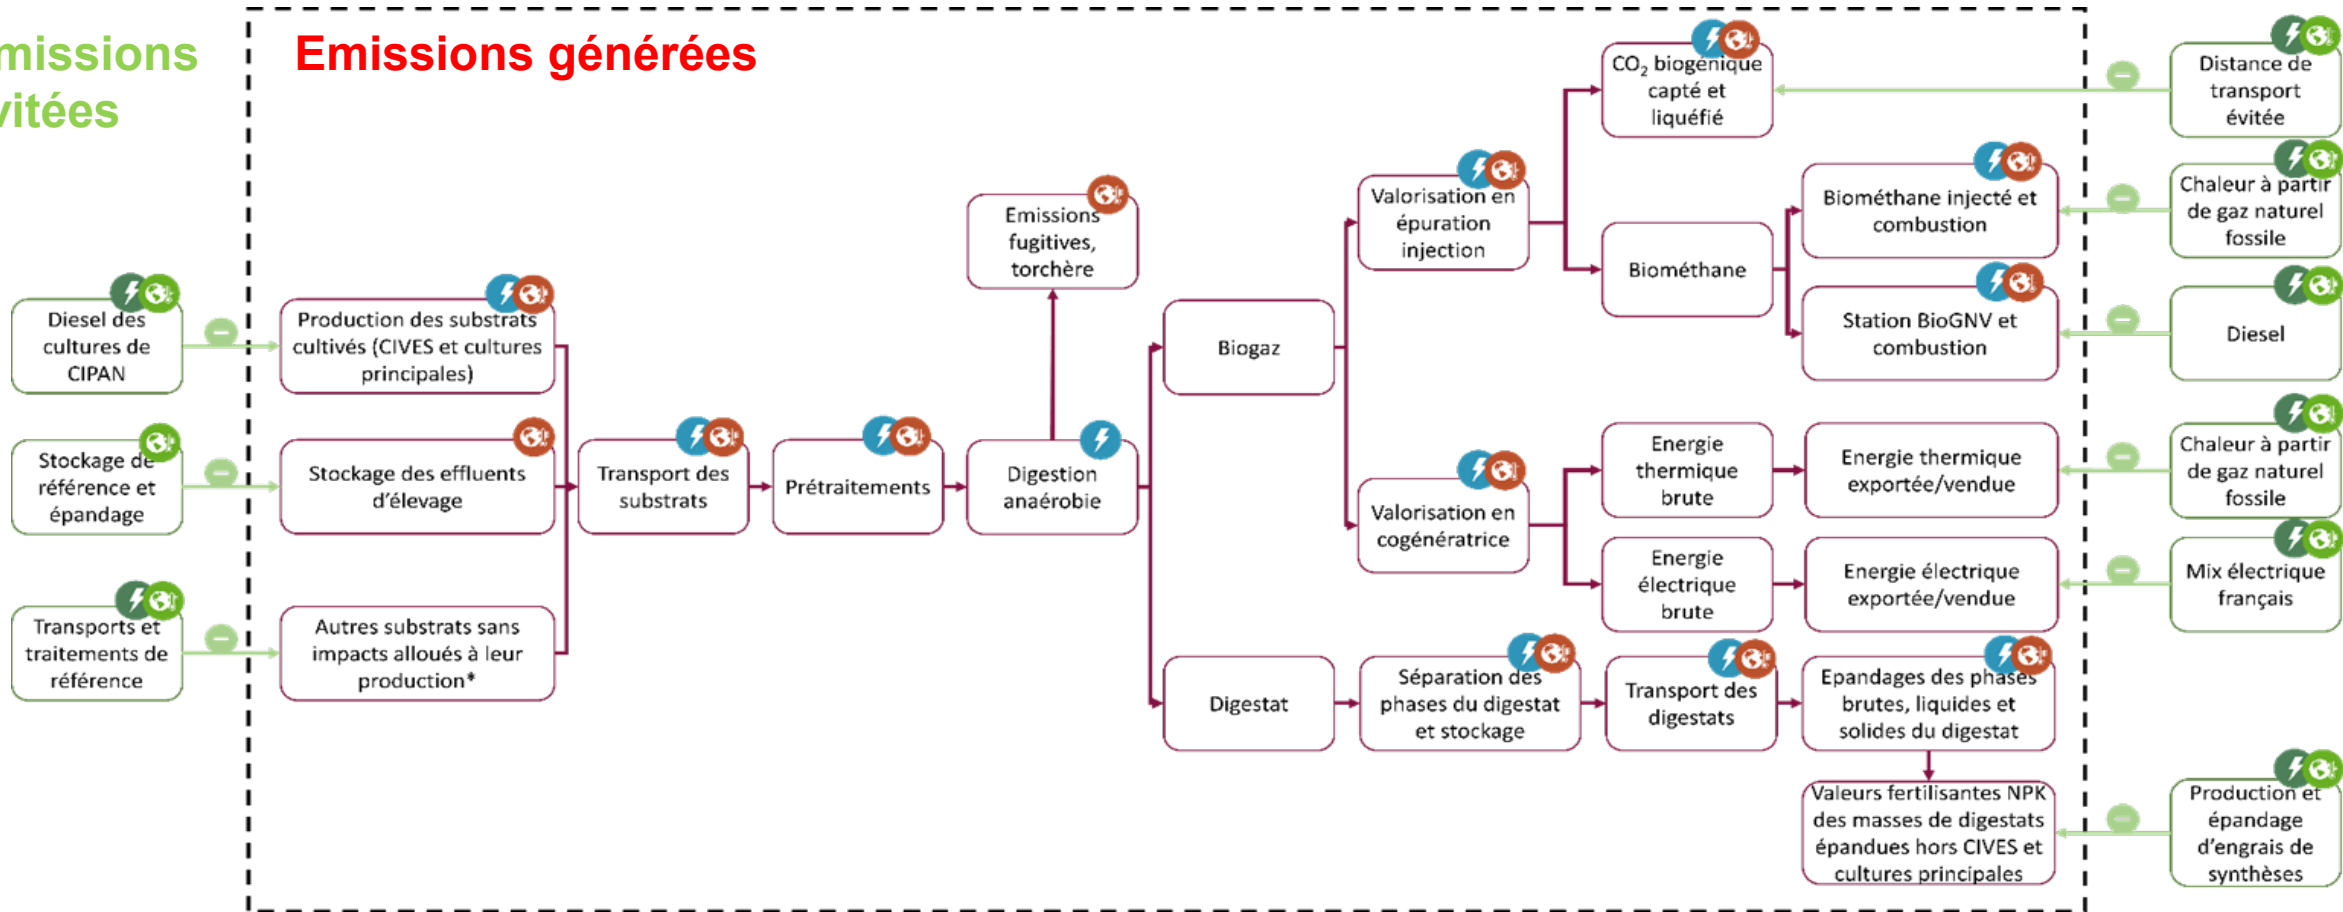 missions
vitées
Emissions générées
Diesel des
cultures de
CIPAN
Stockage de
référence et
épandage
Transports et
traitements de
référence
Production des substrats
cultivés (CIVES et cultures
principales)
Stockage des effluents
d'élevage
Autres substrats sans
impacts alloués à leur
production*
Transport des
substrats
Prétraitements
Emissions
fugitives,
torchère
Digestion
anaérobie
Biogaz
Digestat
Valorisation en
épuration
injection
Valorisation en
cogénératrice
Séparation des
phases du digestat
et stockage
CO₂ biogénique
capté et
liquéfié
Biométhane
Energie
thermique
brute
Energie
électrique
brute
Transport des
digestats
Biométhane injecté et
combustion
Station BioGNV et
combustion
Energie thermique
exportée/vendue
Energie électrique
exportée/vendue
Epandages des phases
brutes, liquides et
solides du digestat
Valeurs fertilisantes NPK
des masses de digestats
épandues hors CIVES et
cultures principales
Distance de
transport
évitée
Chaleur à partir
de gaz naturel
fossile
Diesel
Chaleur à partir
de gaz naturel
fossile
Mix électrique
français
Production et
épandage
d'engrais de
synthèses